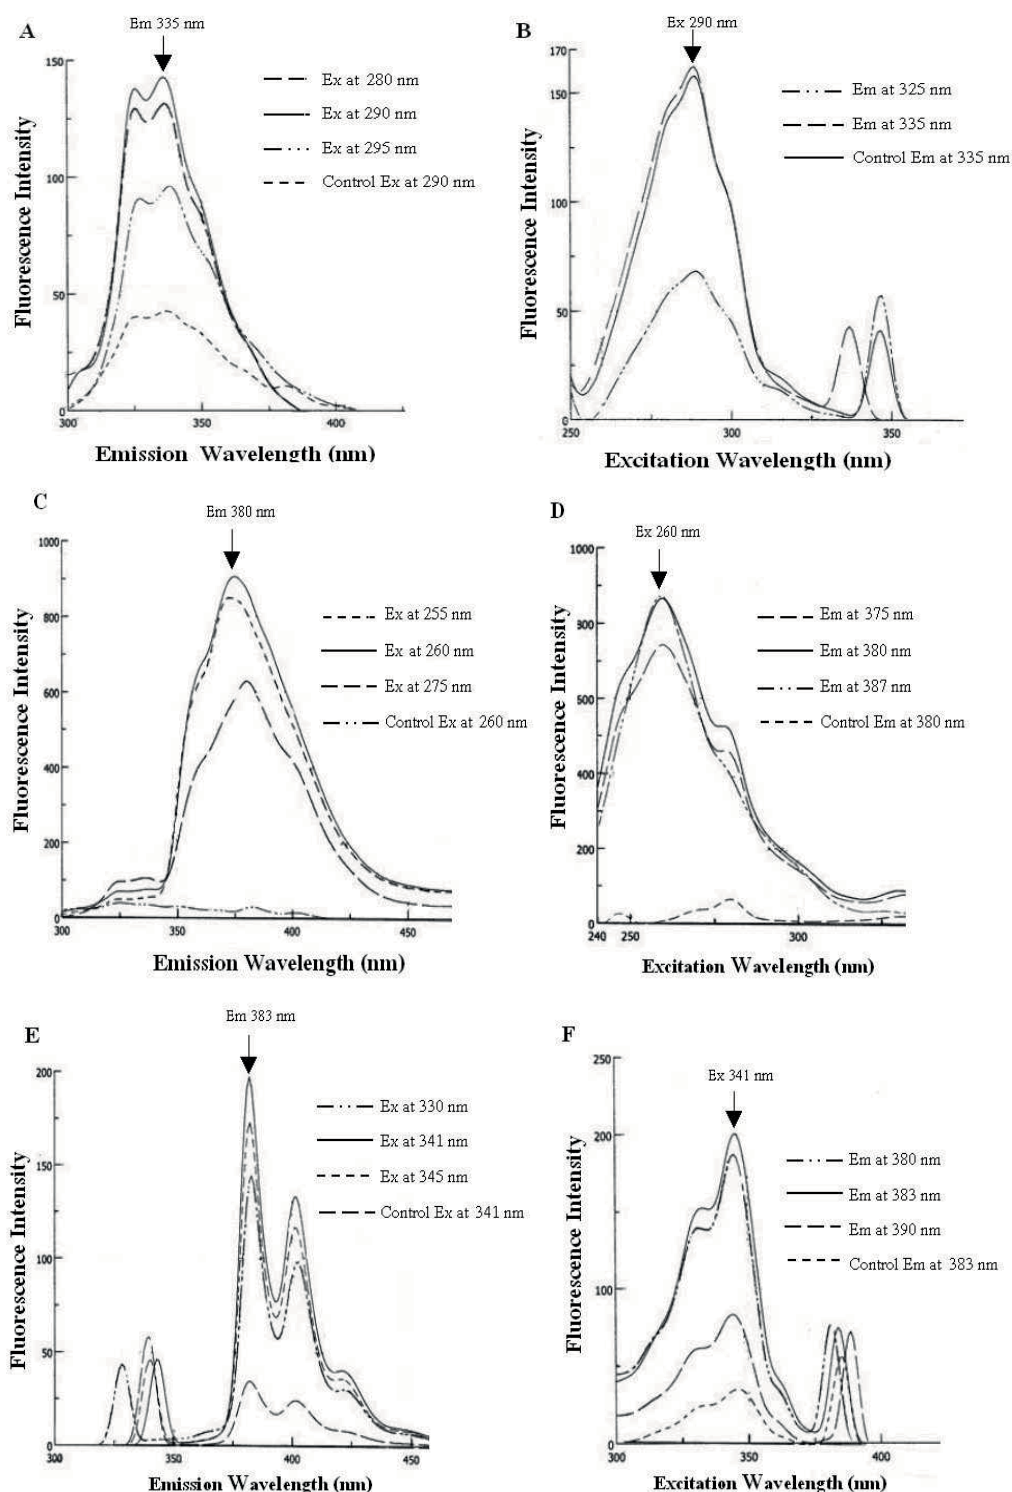 A
Em 335 nm
Fluorescence Intensity
150
100
50
0
300
350
400
Ex at 280 nm
Ex at 290 nm
Ex at 295 nm
Control Ex at 290 nm
Emission Wavelength (nm)
B
Ex 290 nm
Fluorescence Intensity
170
150
100
50
0
250
300
350
Em at 325 nm
Em at 335 nm
Control Em at 335 nm
Excitation Wavelength (nm)
C
Em 380 nm
Fluorescence Intensity
1000
800
600
400
200
0
300
350
400
450
Ex at 255 nm
Ex at 260 nm
Ex at 275 nm
Control Ex at 260 nm
Emission Wavelength (nm)
D
Ex 260 nm
Fluorescence Intensity
1000
800
600
400
200
0
240
250
300
Em at 375 nm
Em at 380 nm
Em at 387 nm
Control Em at 380 nm
Excitation Wavelength (nm)
E
Em 383 nm
Fluorescence Intensity
200
150
100
50
0
300
350
400
450
Ex at 330 nm
Ex at 341 nm
Ex at 345 nm
Control Ex at 341 nm
Emission Wavelength (nm)
F
Ex 341 nm
Fluorescence Intensity
250
200
100
0
300
350
400
Em at 380 nm
Em at 383 nm
Em at 390 nm
Control Em at 383 nm
Excitation Wavelength (nm)